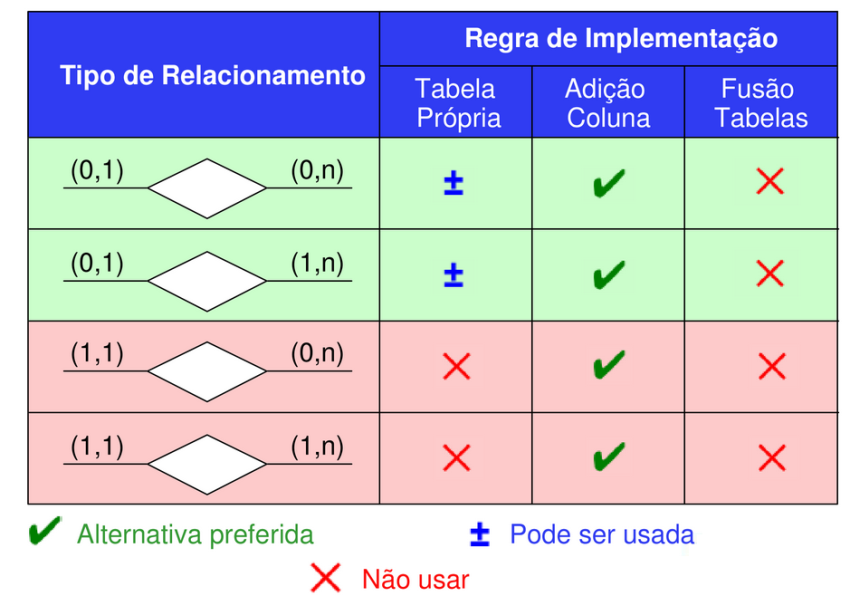 Tipo de Relacionamento
Regra de Implementação
Tabela
Própria
Adição
Coluna
Fusão
Tabelas
(0,1) (0,n)
±
(0,1) (1,n)
±
(1,1) (0,n)
(1,1) (1,n)
Alternativa preferida
± Pode ser usada
Não usar